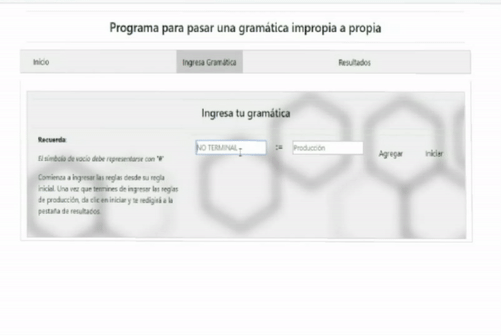 Programa para pasar una gramática impropia a propia
Inicio Ingresa Gramática Resultados
Ingresa tu gramática
Recuerda:
El símbolo de vacío debe representarse con '#'
NO TERMINAL := Producción Agregar Iniciar
Comienza a ingresar las reglas desde su regla
inicial. Una vez que termines de ingresar las reglas
de producción, da clic en iniciar y te redigirá a la
pestaña de resultados.